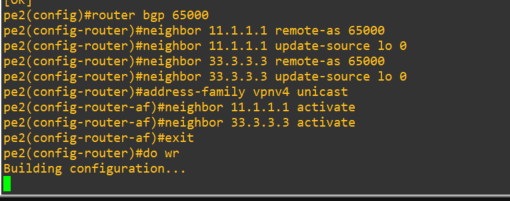 [OK]
pe2(config)#router bgp 65000
pe2(config-router)#neighbor 11.1.1.1 remote-as 65000
pe2(config-router)#neighbor 11.1.1.1 update-source lo 0
pe2(config-router)#neighbor 33.3.3.3 remote-as 65000
pe2(config-router)#neighbor 33.3.3.3 update-source lo 0
pe2(config-router)#address-family vpnv4 unicast
pe2(config-router-af)#neighbor 11.1.1.1 activate
pe2(config-router-af)#neighbor 33.3.3.3 activate
pe2(config-router-af)#exit
pe2(config-router)#do wr
Building configuration...